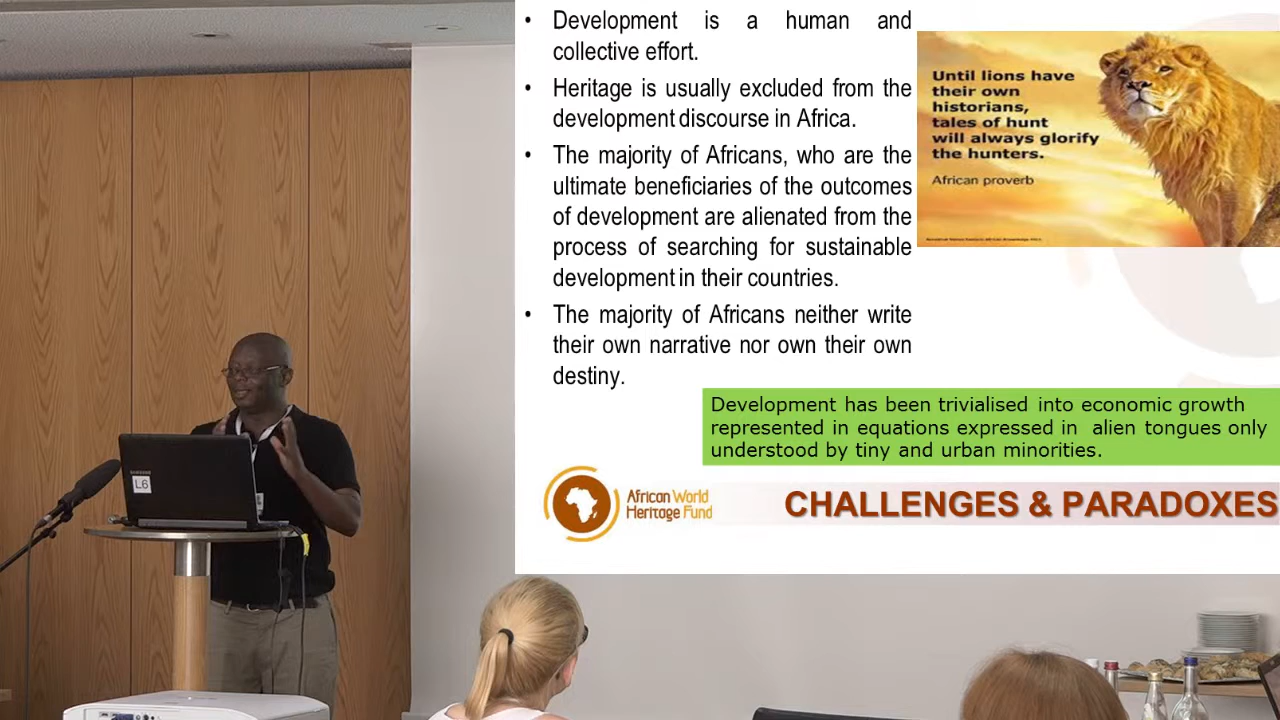 • Development is a human and
collective effort.
• Heritage is usually excluded from the
development discourse in Africa.
• The majority of Africans, who are the
ultimate beneficiaries of the outcomes
of development are alienated from the
process of searching for sustainable
development in their countries.
• The majority of Africans neither write
their own narrative nor own their own
destiny.
Until lions have
their own
historians,
tales of hunt
will always glorify
the hunters.
African proverb
Development has been trivialised into economic growth
represented in equations expressed in alien tongues only
understood by tiny and urban minorities.
African World
Heritage Fund
CHALLENGES & PARADOXES
SAMSUNG
L6